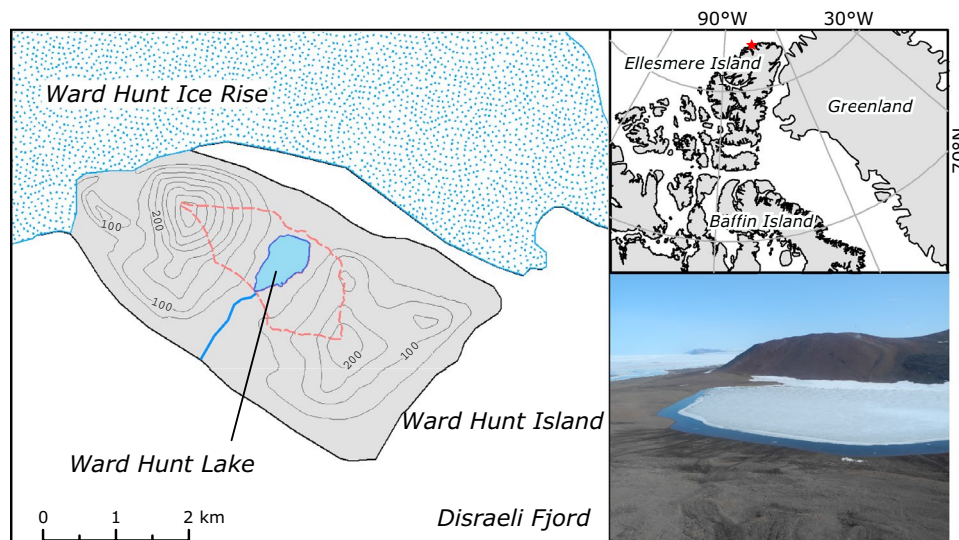 Ward Hunt Ice Rise
100
200
100
200
100
Ward Hunt Island
Ward Hunt Lake
0 1 2 km
Disraeli Fjord
90°W 30°W
Ellesmere Island
Greenland
70°N
Baffin Island